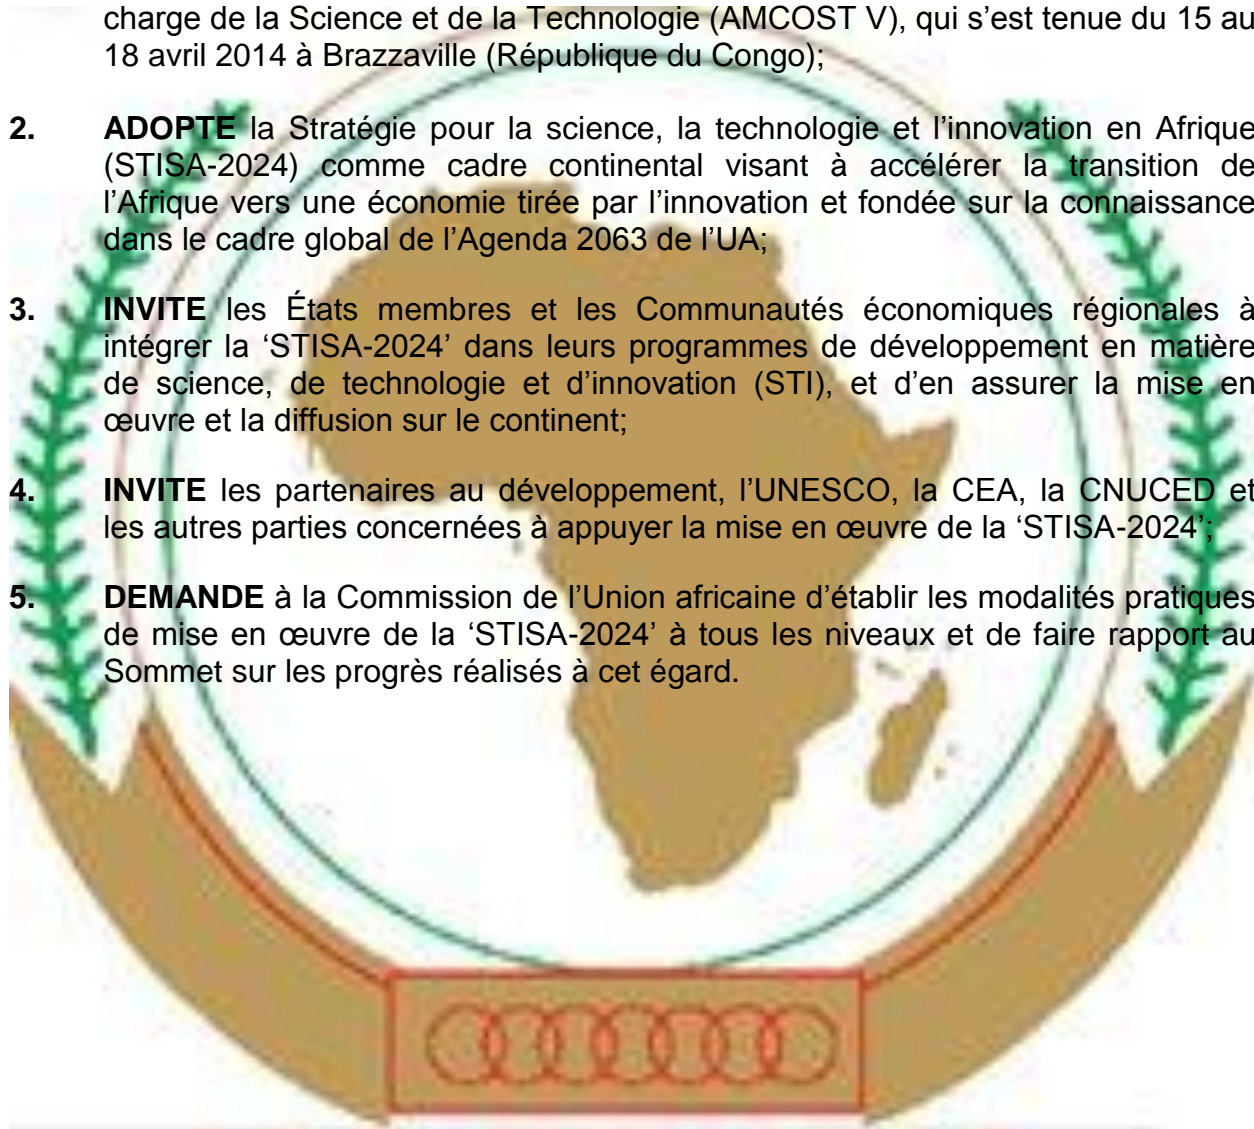 charge de la Science et de la Technologie (AMCOST V), qui s’est tenue du 15 au
18 avril 2014 à Brazzaville (République du Congo);
2. ADOPTE la Stratégie pour la science, la technologie et l’innovation en Afrique
(STISA-2024) comme cadre continental visant à accélérer la transition de
l’Afrique vers une économie tirée par l’innovation et fondée sur la connaissance
dans le cadre global de l’Agenda 2063 de l’UA;
3. INVITE les États membres et les Communautés économiques régionales à
intégrer la ‘STISA-2024’ dans leurs programmes de développement en matière
de science, de technologie et d’innovation (STI), et d’en assurer la mise en
œuvre et la diffusion sur le continent;
4. INVITE les partenaires au développement, l’UNESCO, la CEA, la CNUCED et
les autres parties concernées à appuyer la mise en œuvre de la ‘STISA-2024’;
5. DEMANDE à la Commission de l’Union africaine d’établir les modalités pratiques
de mise en œuvre de la ‘STISA-2024’ à tous les niveaux et de faire rapport au
Sommet sur les progrès réalisés à cet égard.